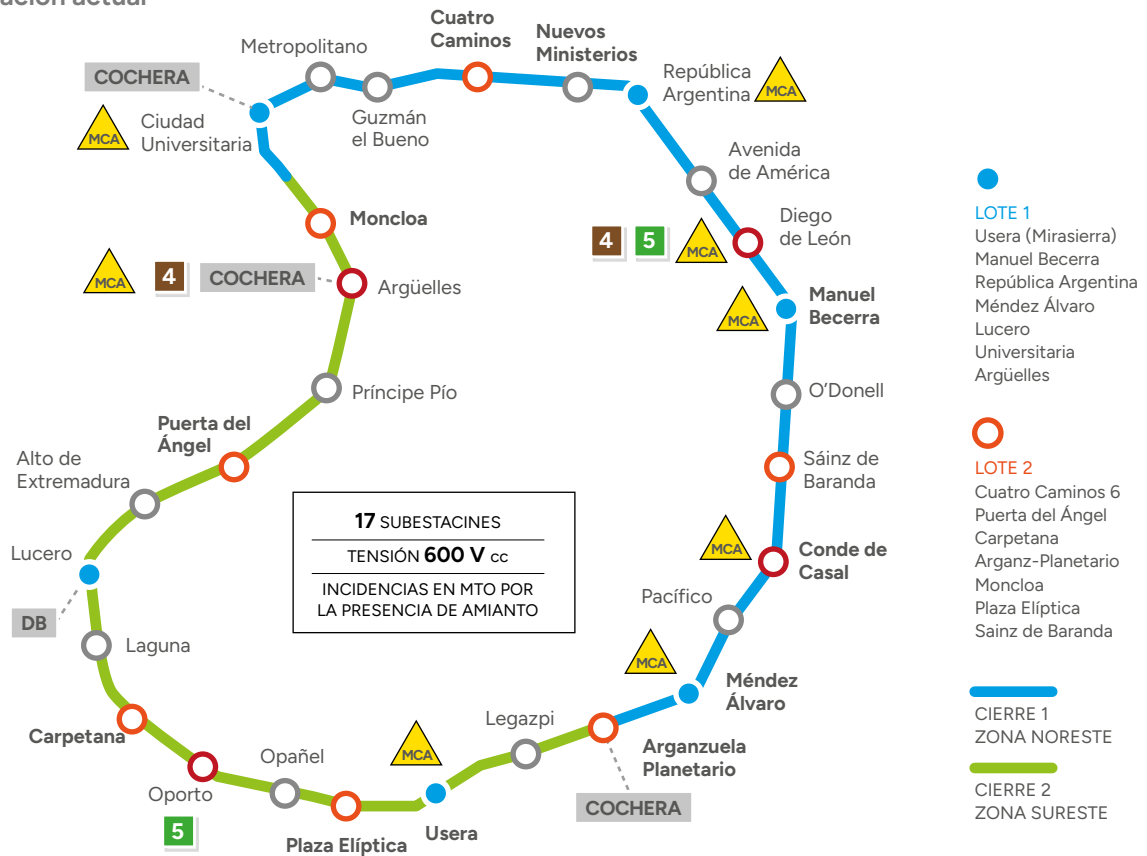 ación actual
Cuatro
Caminos
Nuevos
Ministerios
Metropolitano
COCHERA
República
Argentina
MCA
MCA
Ciudad
Universitaria
Guzmán
el Bueno
Avenida
de América
Moncloa
4
5
MCA
Diego
de León
MCA
4
COCHERA
Argüelles
MCA
Manuel
Becerra
Príncipe Pío
O'Donell
Puerta del
Ángel
Alto de
Extremadura
Sáinz de
Baranda
17 SUBESTACINES
TENSIÓN 600 V cc
INCIDENCIAS EN MTO POR
LA PRESENCIA DE AMIANTO
MCA
Conde de
Casal
Lucero
DB
Pacífico
Laguna
MCA
Méndez
Álvaro
Carpetana
Legazpi
Arganzuela
Planetario
MCA
Opañel
Oporto
5
COCHERA
Usera
Plaza Elíptica
LOTE 1
Usera (Mirasierra)
Manuel Becerra
República Argentina
Méndez Álvaro
Lucero
Universitaria
Argüelles
LOTE 2
Cuatro Caminos 6
Puerta del Ángel
Carpetana
Arganz-Planetario
Moncloa
Plaza Elíptica
Sainz de Baranda
CIERRE 1
ZONA NORESTE
CIERRE 2
ZONA SURESTE